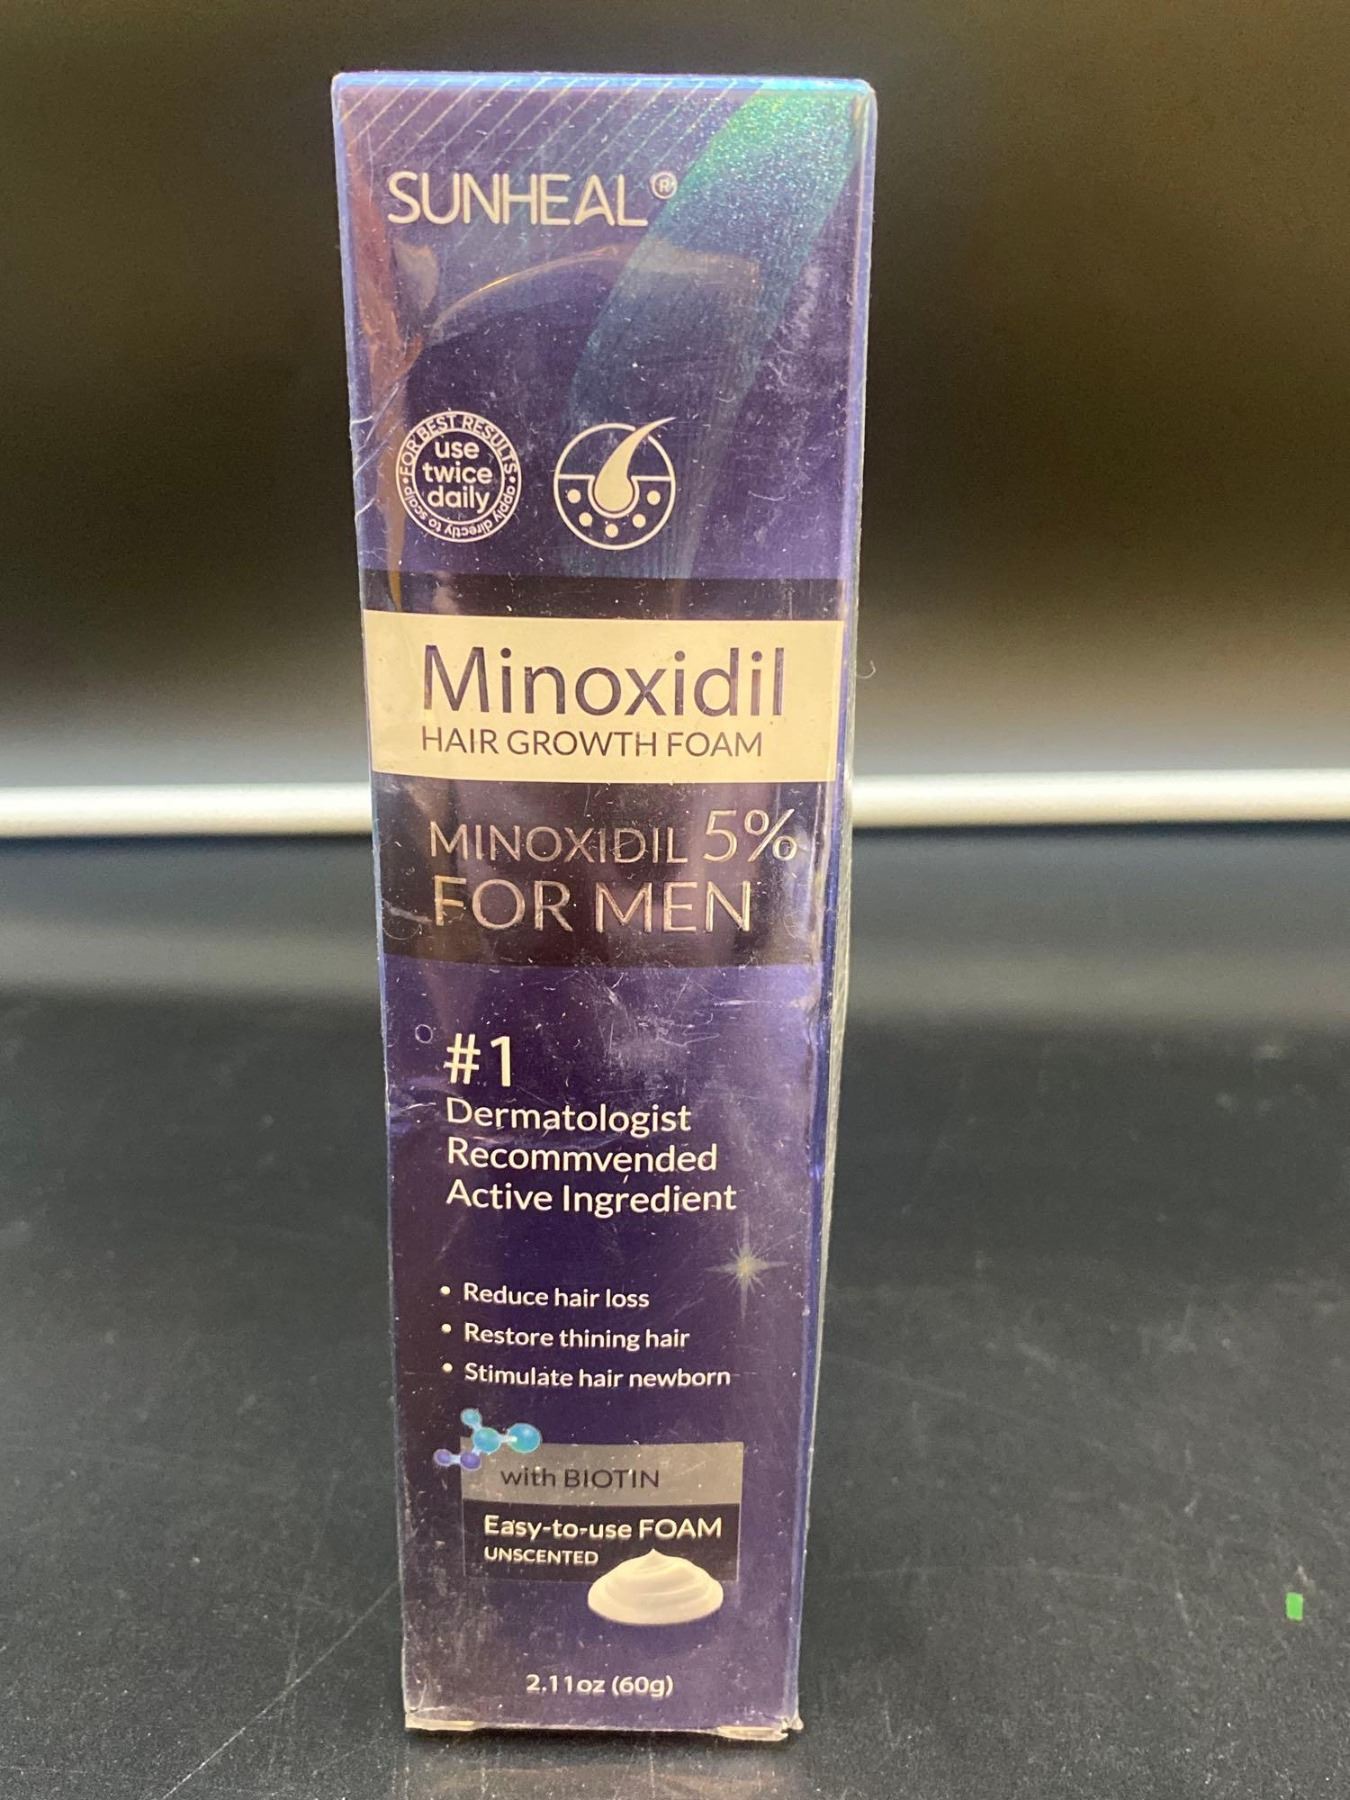 SUNHEAL®
•FOR BEST RESULTS•
use
twice
daily
apply directly to scalp
Minoxidil
HAIR GROWTH FOAM
MINOXIDIL 5%
FOR MEN
#1
Dermatologist
Recommvended
Active Ingredient
• Reduce hair loss
• Restore thining hair
• Stimulate hair newborn
with BIOTIN
Easy-to-use FOAM
UNSCENTED
2.11oz (60g)